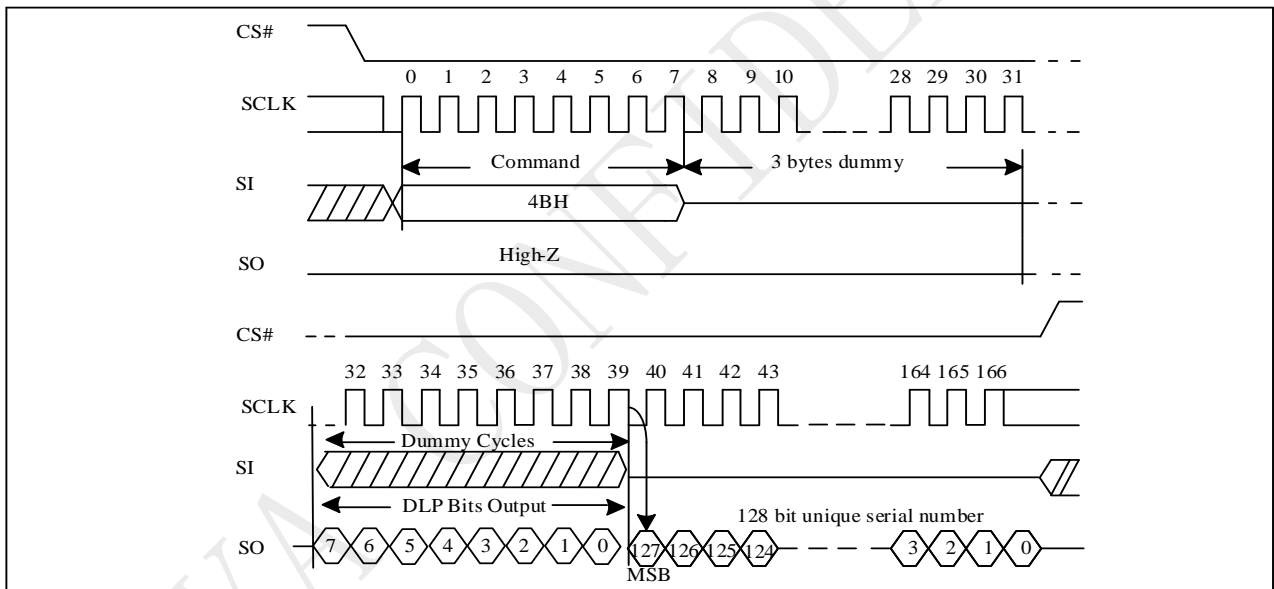 CS#
0 1 2 3 4 5 6 7 8 9 10 28 29 30 31
SCLK
Command 3 bytes dummy
SI
4BH
High-Z
SO
CS#
32 33 34 35 36 37 38 39 40 41 42 43 164 165 166
SCLK
Dummy Cycles
SI
DLP Bits Output
128 bit unique serial number
SO 7 6 5 4 3 2 1 0 127 126 125 124 3 2 1 0
MSB